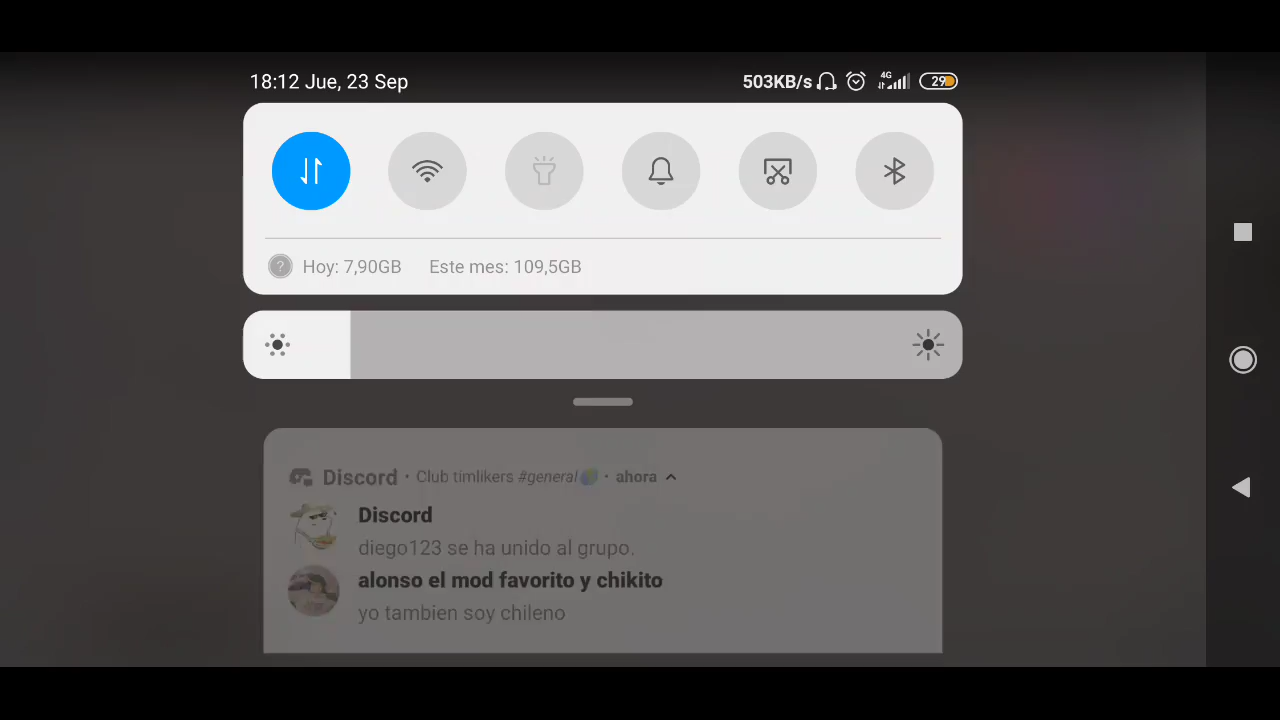 18:12 Jue, 23 Sep 503KB/s 4G 29
Hoy: 7,90GB Este mes: 109,5GB
Discord · Club timlikers #general · ahora
Discord
diego123 se ha unido al grupo.
alonso el mod favorito y chikito
yo tambien soy chileno